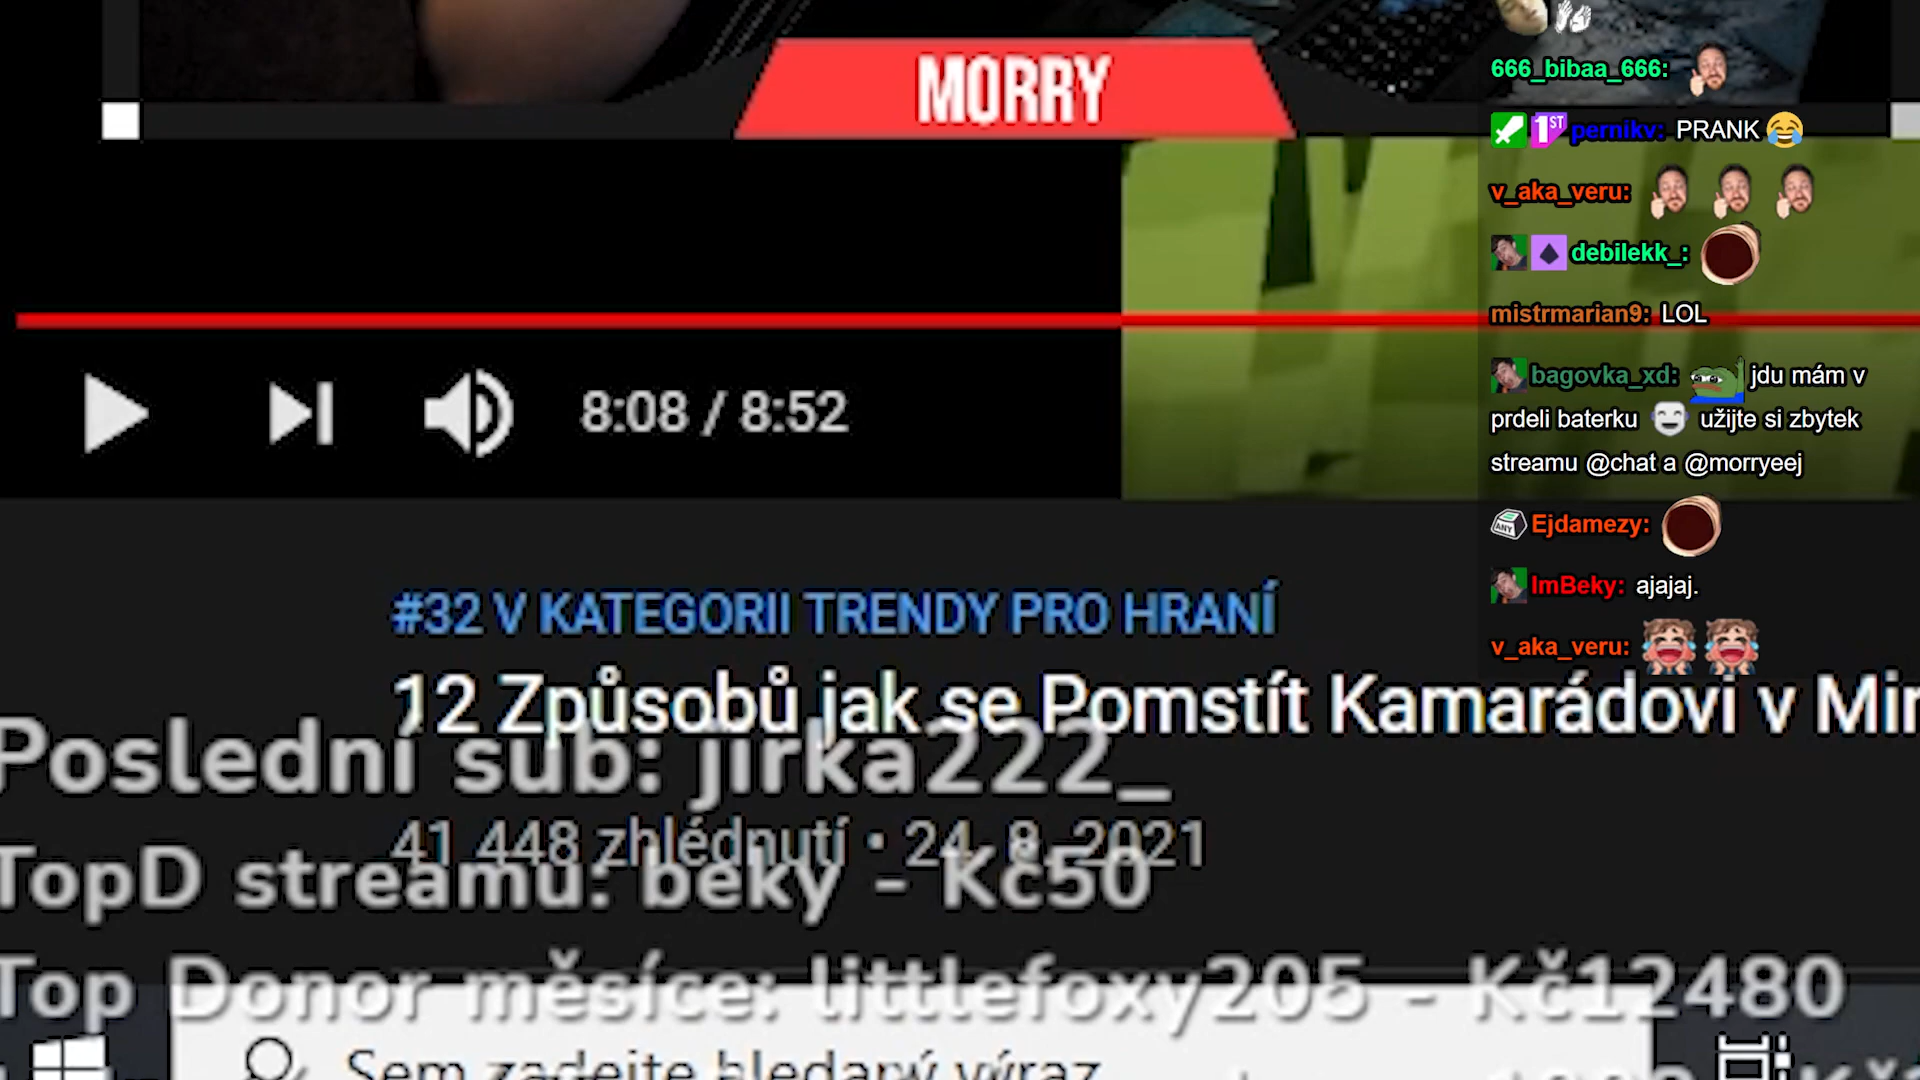 MORRY
666_bibaa_666:
1ST pernikv: PRANK
v_aka_veru:
debilekk_:
mistrmarian9: LOL
bagovka_xd: jdu mám v
prdeli baterku užijte si zbytek
streamu @chat a @morryeej
ANY Ejdamezy:
ImBeky: ajajaj.
v_aka_veru:
8:08 / 8:52
#32 V KATEGORII TRENDY PRO HRANÍ
12 Způsobů jak se Pomstít Kamarádovi v
Poslední sub: jirka222_
41 448 zhlédnutí • 24. 8. 2021
TopD streamu: beky - Kč50
Top Donor měsíce: littlefoxy205 - Kč12480
Sem zadejte hledaný výraz